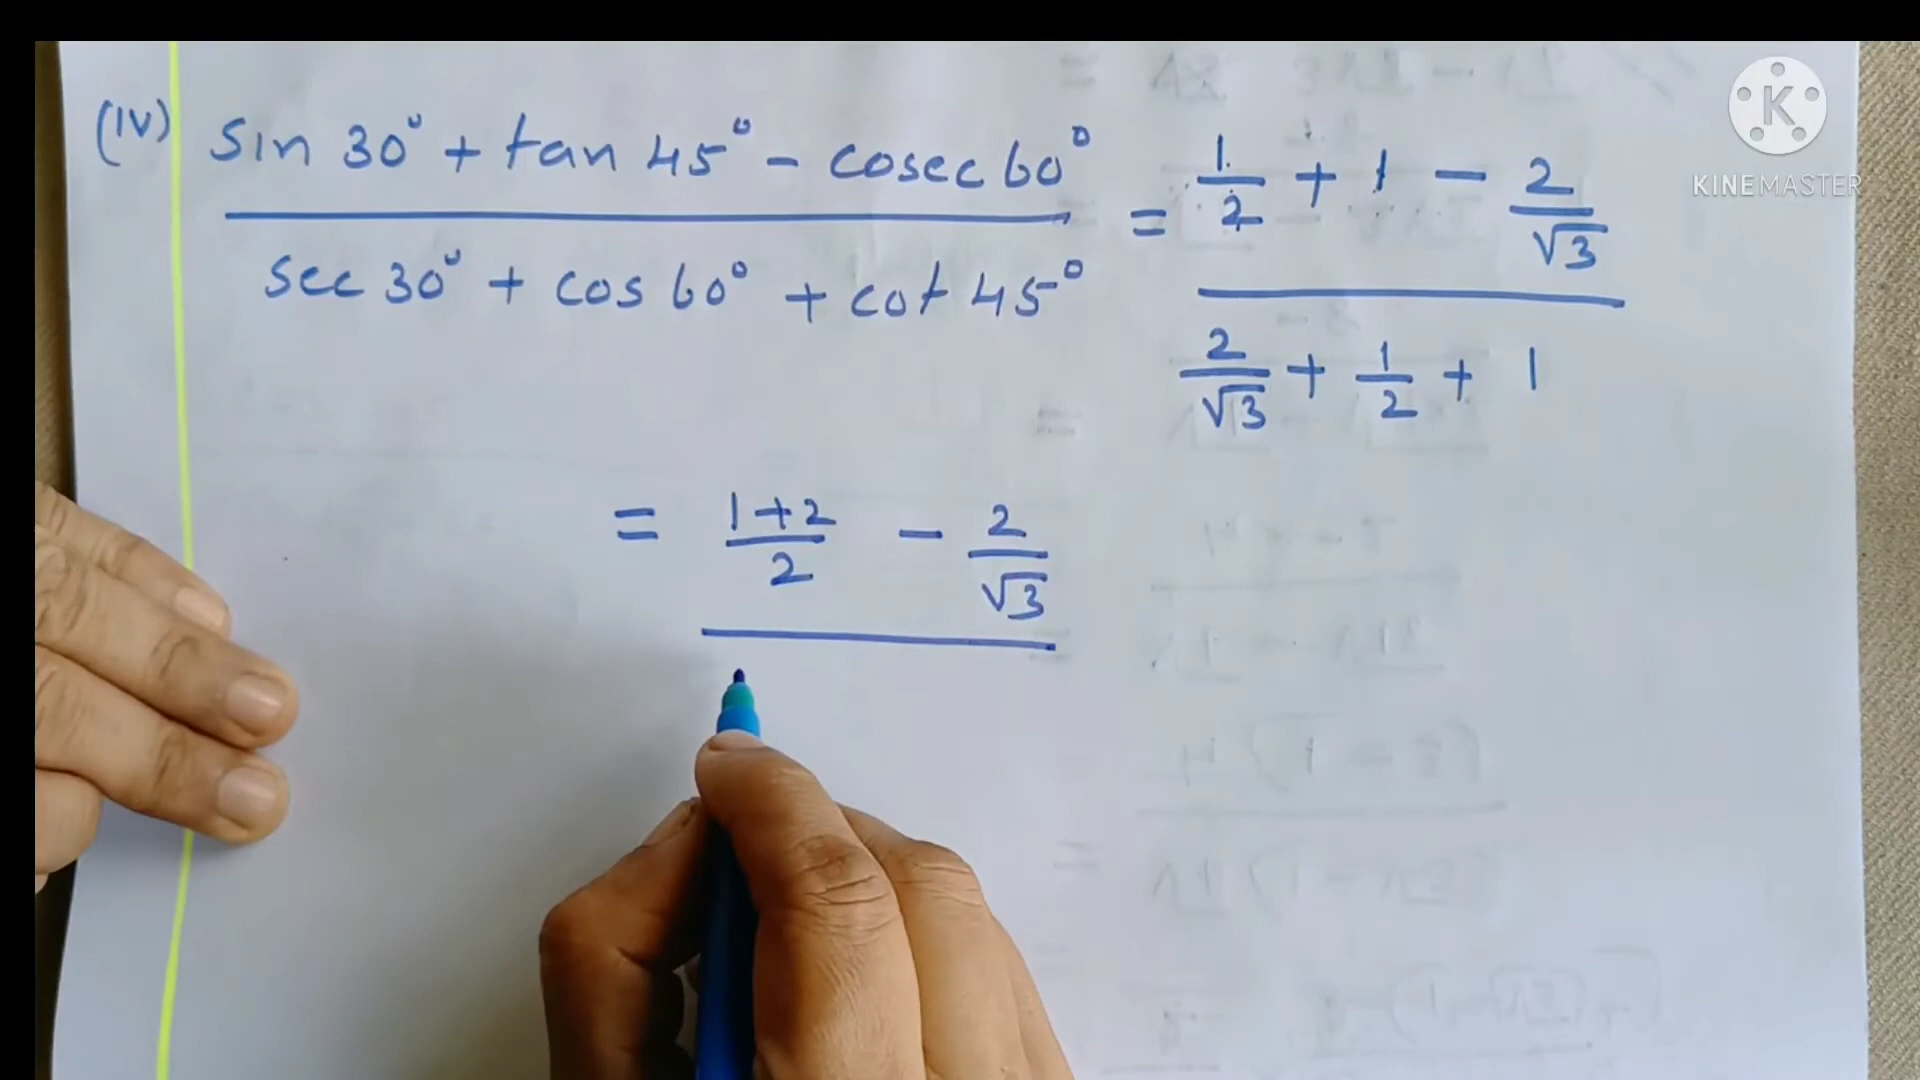 (IV) sin 30° + tan 45° - cosec 60° = 1/2 + 1 - 2/√3
sec 30° + cos 60° + cot 45° 2/√3 + 1/2 + 1
= 1+2/2 - 2/√3
KINEMASTER